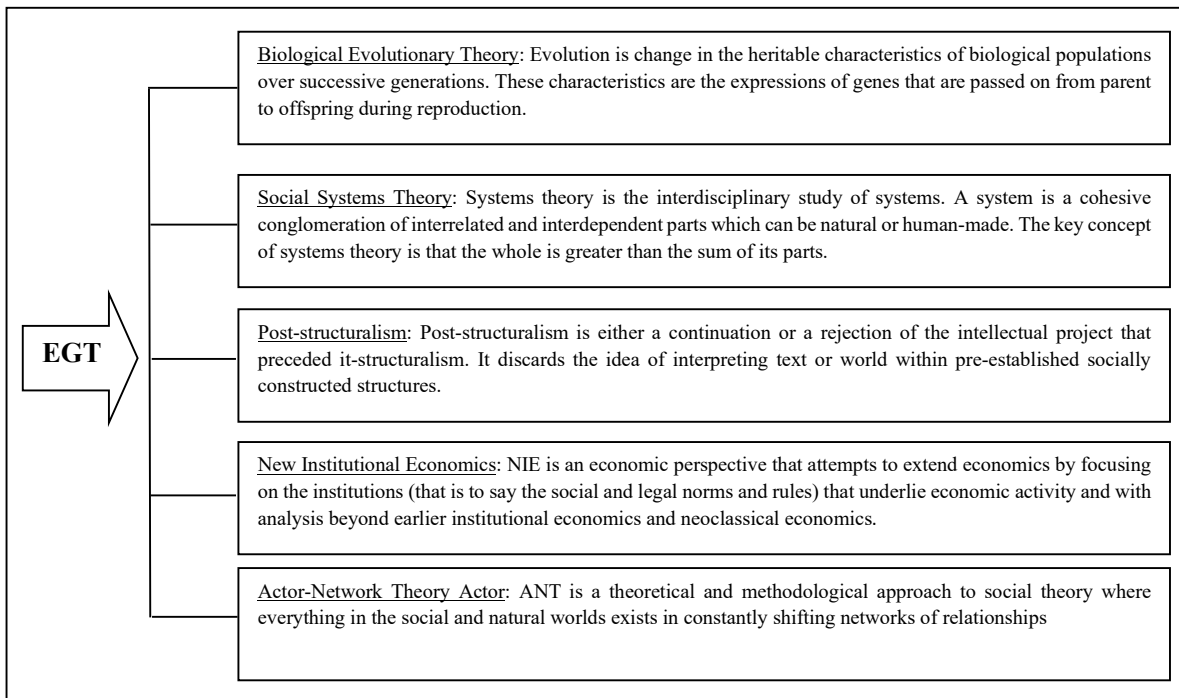 Biological Evolutionary Theory: Evolution is change in the heritable characteristics of biological populations
over successive generations. These characteristics are the expressions of genes that are passed on from parent
to offspring during reproduction.
Social Systems Theory: Systems theory is the interdisciplinary study of systems. A system is a cohesive
conglomeration of interrelated and interdependent parts which can be natural or human-made. The key concept
of systems theory is that the whole is greater than the sum of its parts.
EGT
Post-structuralism: Post-structuralism is either a continuation or a rejection of the intellectual project that
preceded it-structuralism. It discards the idea of interpreting text or world within pre-established socially
constructed structures.
New Institutional Economics: NIE is an economic perspective that attempts to extend economics by focusing
on the institutions (that is to say the social and legal norms and rules) that underlie economic activity and with
analysis beyond earlier institutional economics and neoclassical economics.
Actor-Network Theory Actor: ANT is a theoretical and methodological approach to social theory where
everything in the social and natural worlds exists in constantly shifting networks of relationships